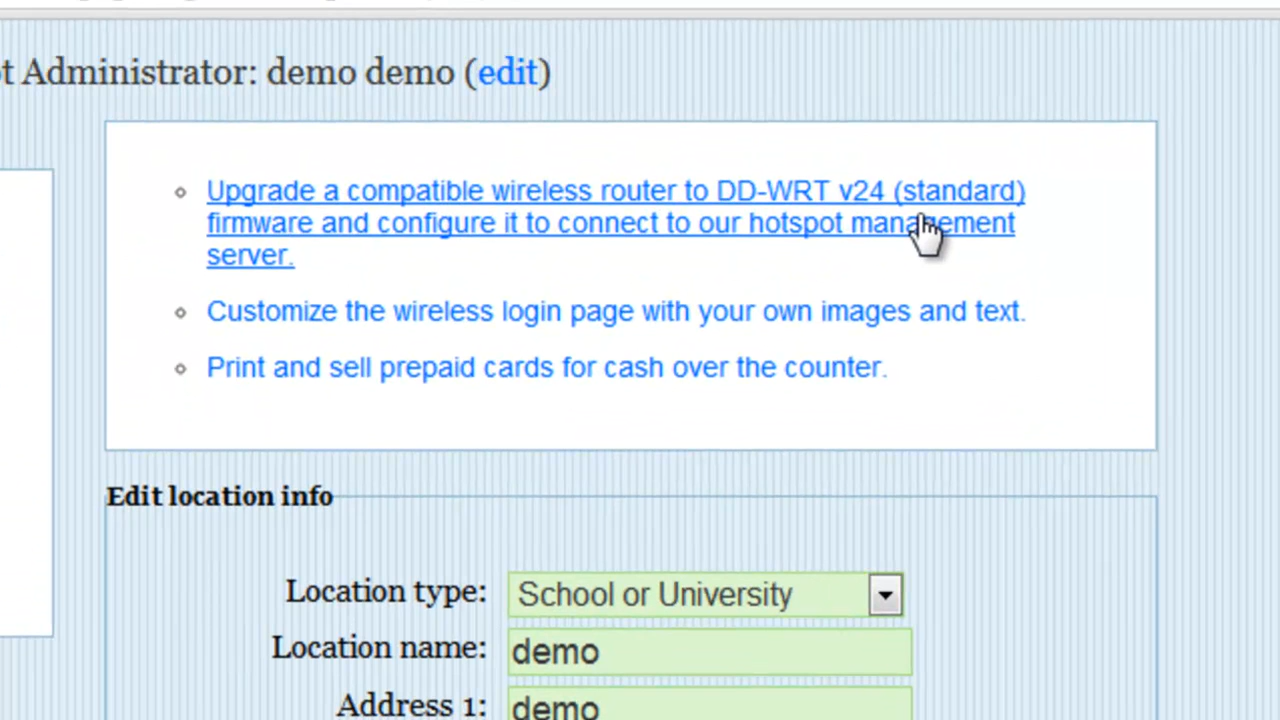 t Administrator: demo demo (edit)
Upgrade a compatible wireless router to DD-WRT v24 (standard)
firmware and configure it to connect to our hotspot management
server.
Customize the wireless login page with your own images and text.
Print and sell prepaid cards for cash over the counter.
Edit location info
Location type: School or University
Location name: demo
Address 1: demo